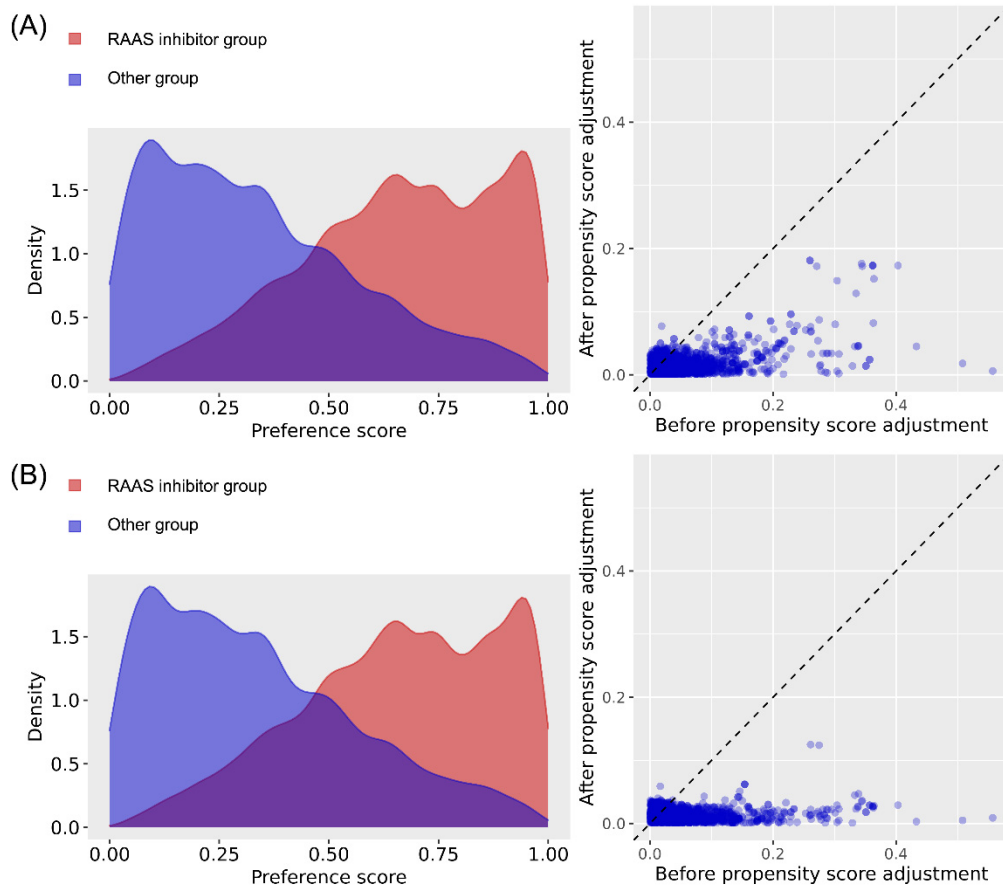 (A)
RAAS inhibitor group
Other group
Density
1.5
1.0
0.5
0.0
0.00 0.25 0.50 0.75 1.00
Preference score
After propensity score adjustment
0.4
0.2
0.0
0.0 0.2 0.4
Before propensity score adjustment
(B)
RAAS inhibitor group
Other group
Density
1.5
1.0
0.5
0.0
0.00 0.25 0.50 0.75 1.00
Preference score
After propensity score adjustment
0.4
0.2
0.0
0.0 0.2 0.4
Before propensity score adjustment